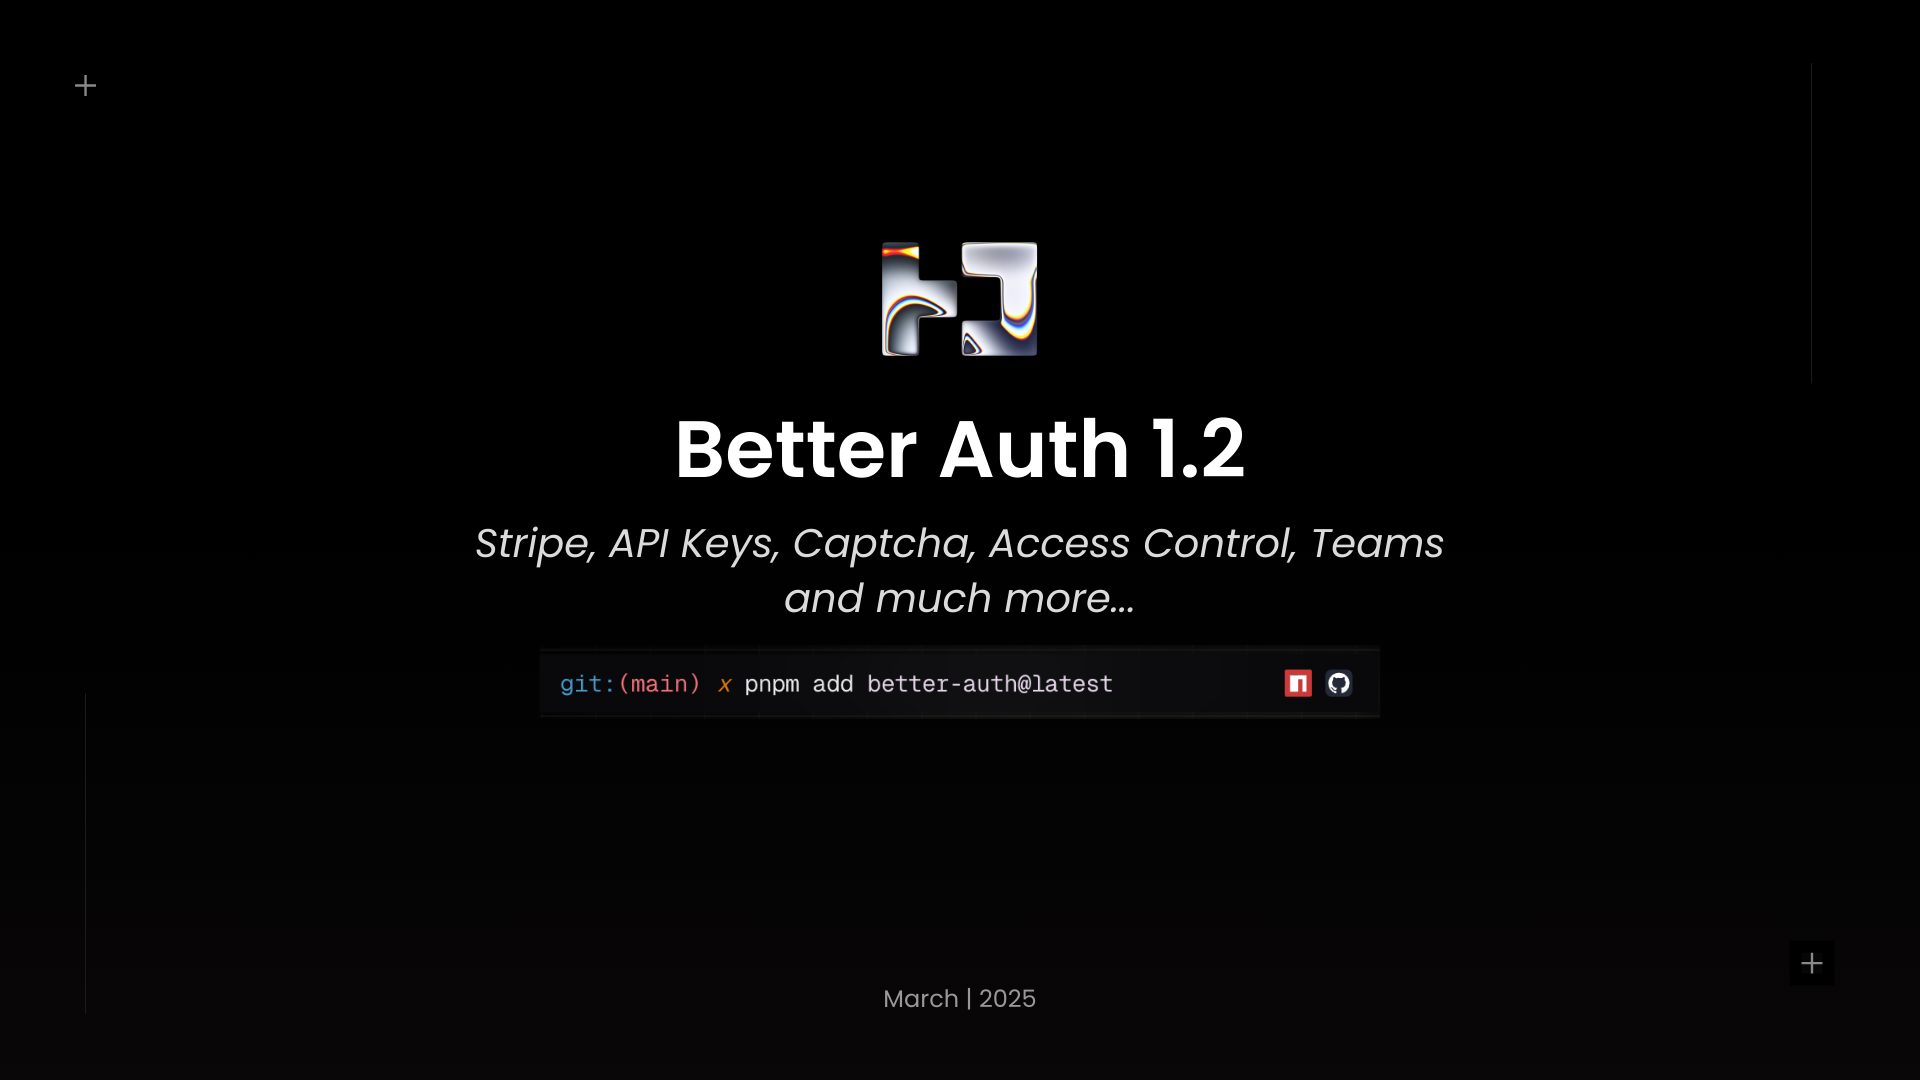 Better Auth 1.2
Stripe, API Keys, Captcha, Access Control, Teams
and much more...
git:(main) x pnpm add better-auth@latest
March | 2025